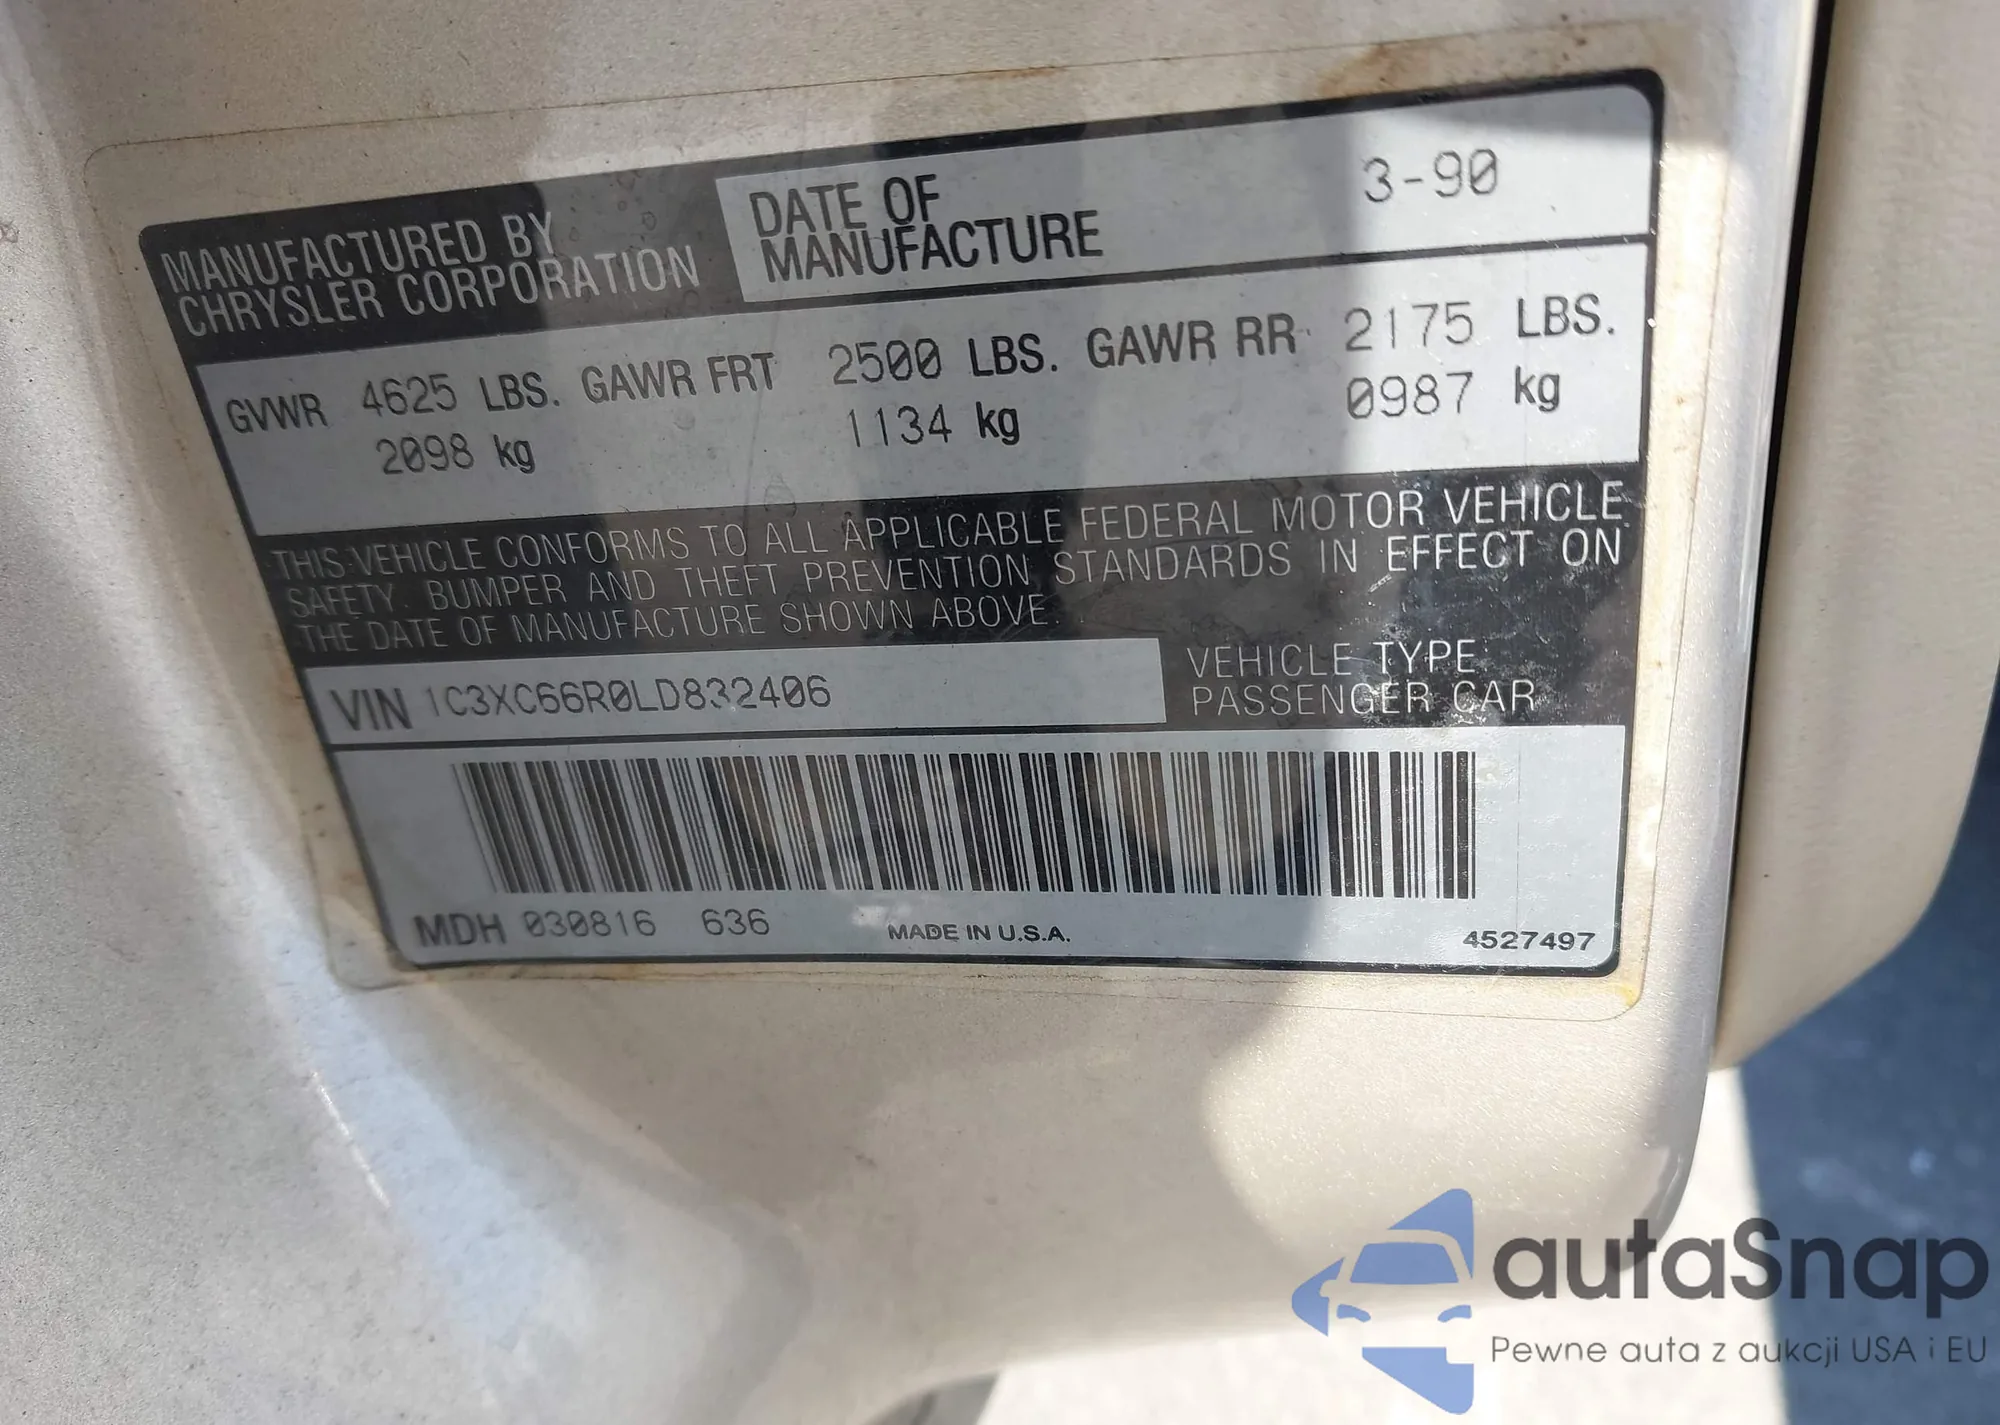 MANUFACTURED BY
CHRYSLER CORPORATION
DATE OF
MANUFACTURE
3-90
GVWR 4625 LBS. GAWR FRT 2500 LBS. GAWR RR 2175 LBS.
2098 kg 1134 kg 0987 kg
THIS VEHICLE CONFORMS TO ALL APPLICABLE FEDERAL MOTOR VEHICLE
SAFETY, BUMPER AND THEFT PREVENTION STANDARDS IN EFFECT ON
THE DATE OF MANUFACTURE SHOWN ABOVE.
VIN 1C3XC66R0LD832406
VEHICLE TYPE:
PASSENGER CAR
MDH 030816 636 MADE IN U.S.A. 4527497
autaSnap
Pewne auta z aukcji USA i EU